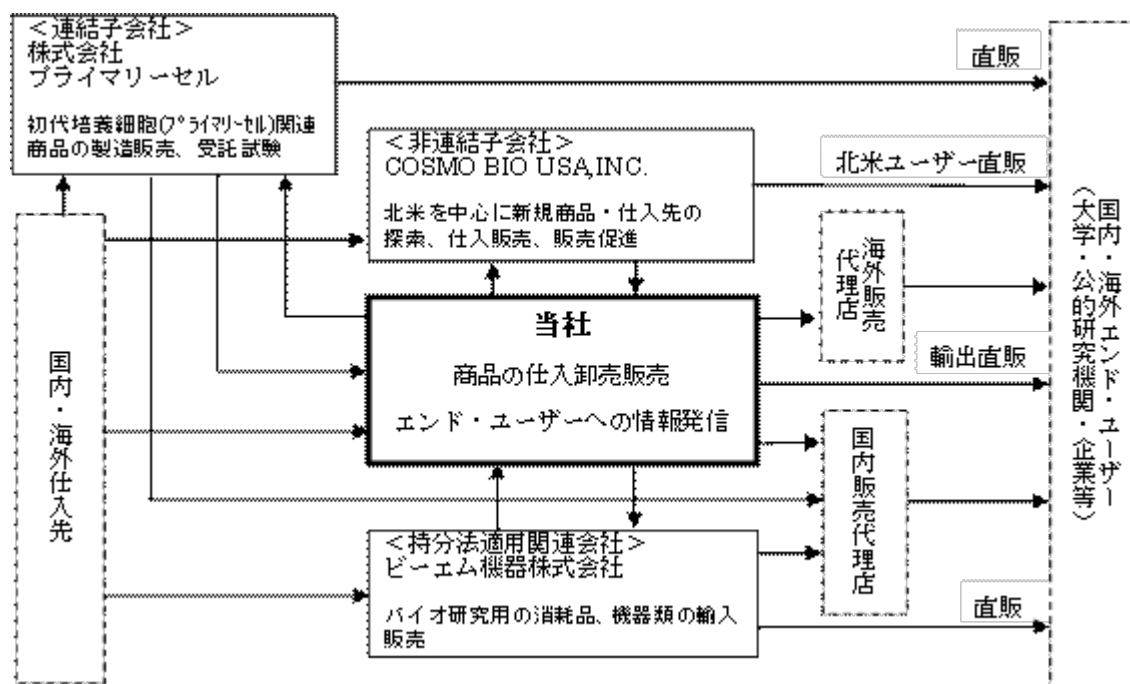 ＜連結子会社＞
株式会社
プライマリーセル
初代培養細胞(ﾌﾟﾗｲﾏﾘｰｾﾙ)関連
商品の製造販売、受託試験
直販
＜非連結子会社＞
COSMO BIO USA,INC.
北米を中心に新規商品・仕入先の
探索、仕入販売、販売促進
北米ユーザー直販
海外販売
代理店
当社
商品の仕入卸売販売
エンド・ユーザーへの情報発信
輸出直販
国内・海外仕入先
国内販売代理店
＜持分法適用関連会社＞
ビーエム機器株式会社
バイオ研究用の消耗品、機器類の輸入
販売
直販
国内・海外エンド・ユーザー
（大学・公的研究機関・企業等）